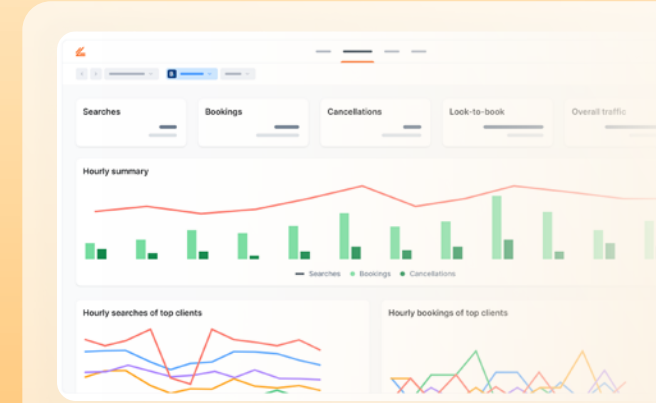 Searches
Bookings
Cancellations
Look-to-book
Overall traffic
Hourly summary
Searches Bookings Cancellations
Hourly searches of top clients
Hourly bookings of top clients